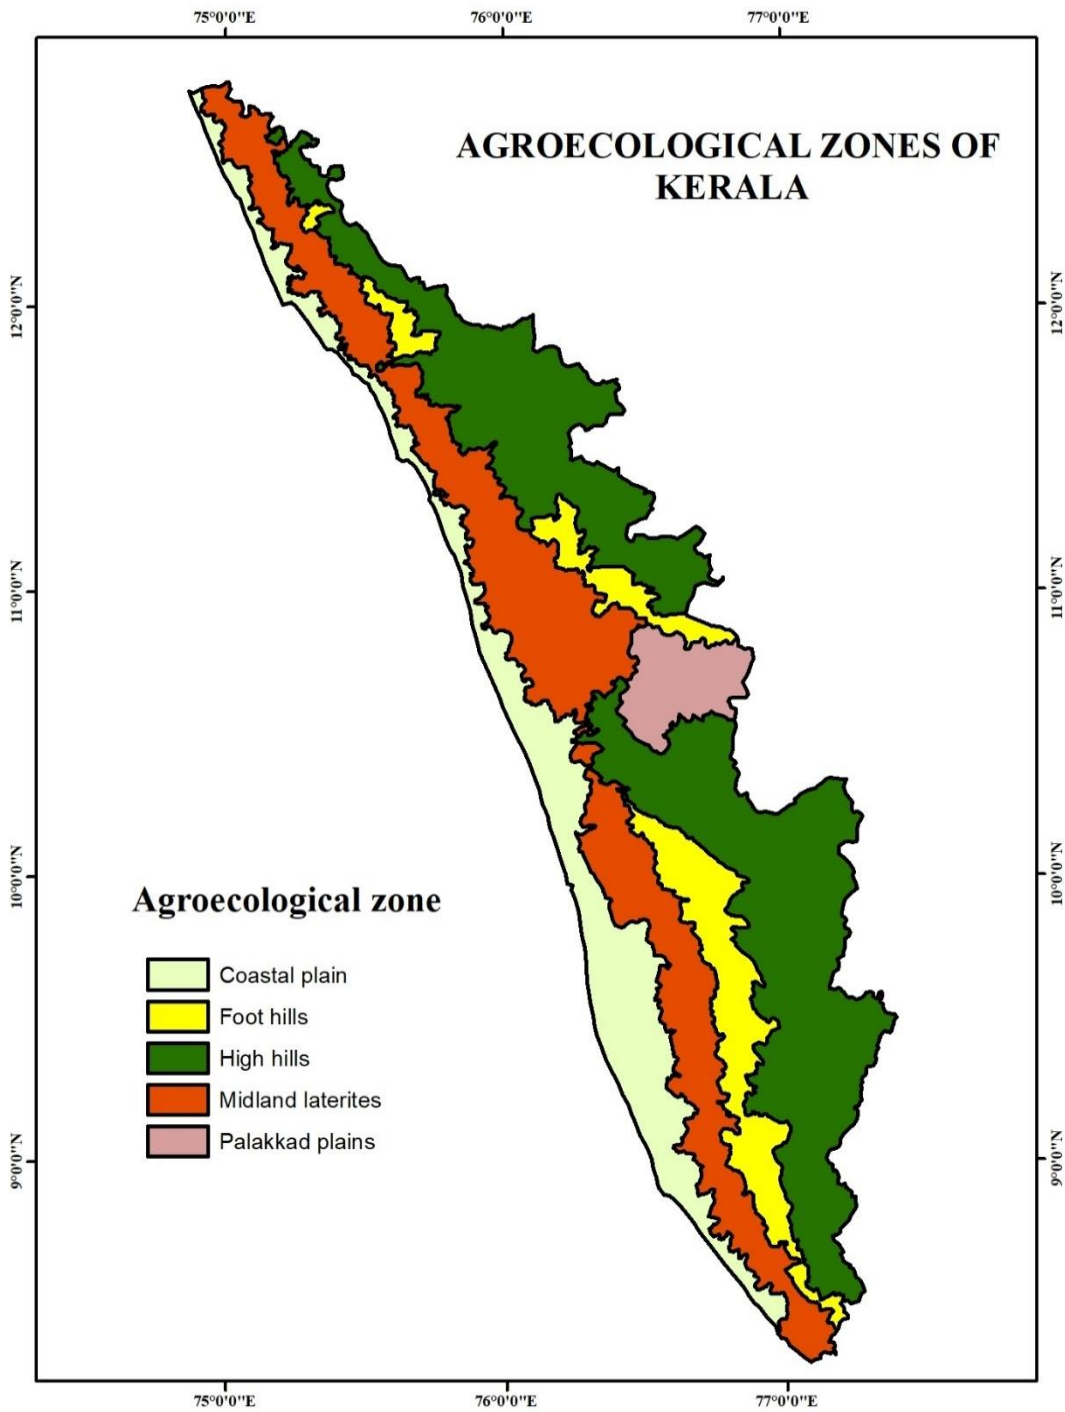 75°0'0"E 76°0'0"E 77°0'0"E
AGROECOLOGICAL ZONES OF
KERALA
12°0'0"N 12°0'0"N
11°0'0"N 11°0'0"N
10°0'0"N 10°0'0"N
Agroecological zone
Coastal plain
Foot hills
High hills
Midland laterites
Palakkad plains
9°0'0"N 9°0'0"N
75°0'0"E 76°0'0"E 77°0'0"E